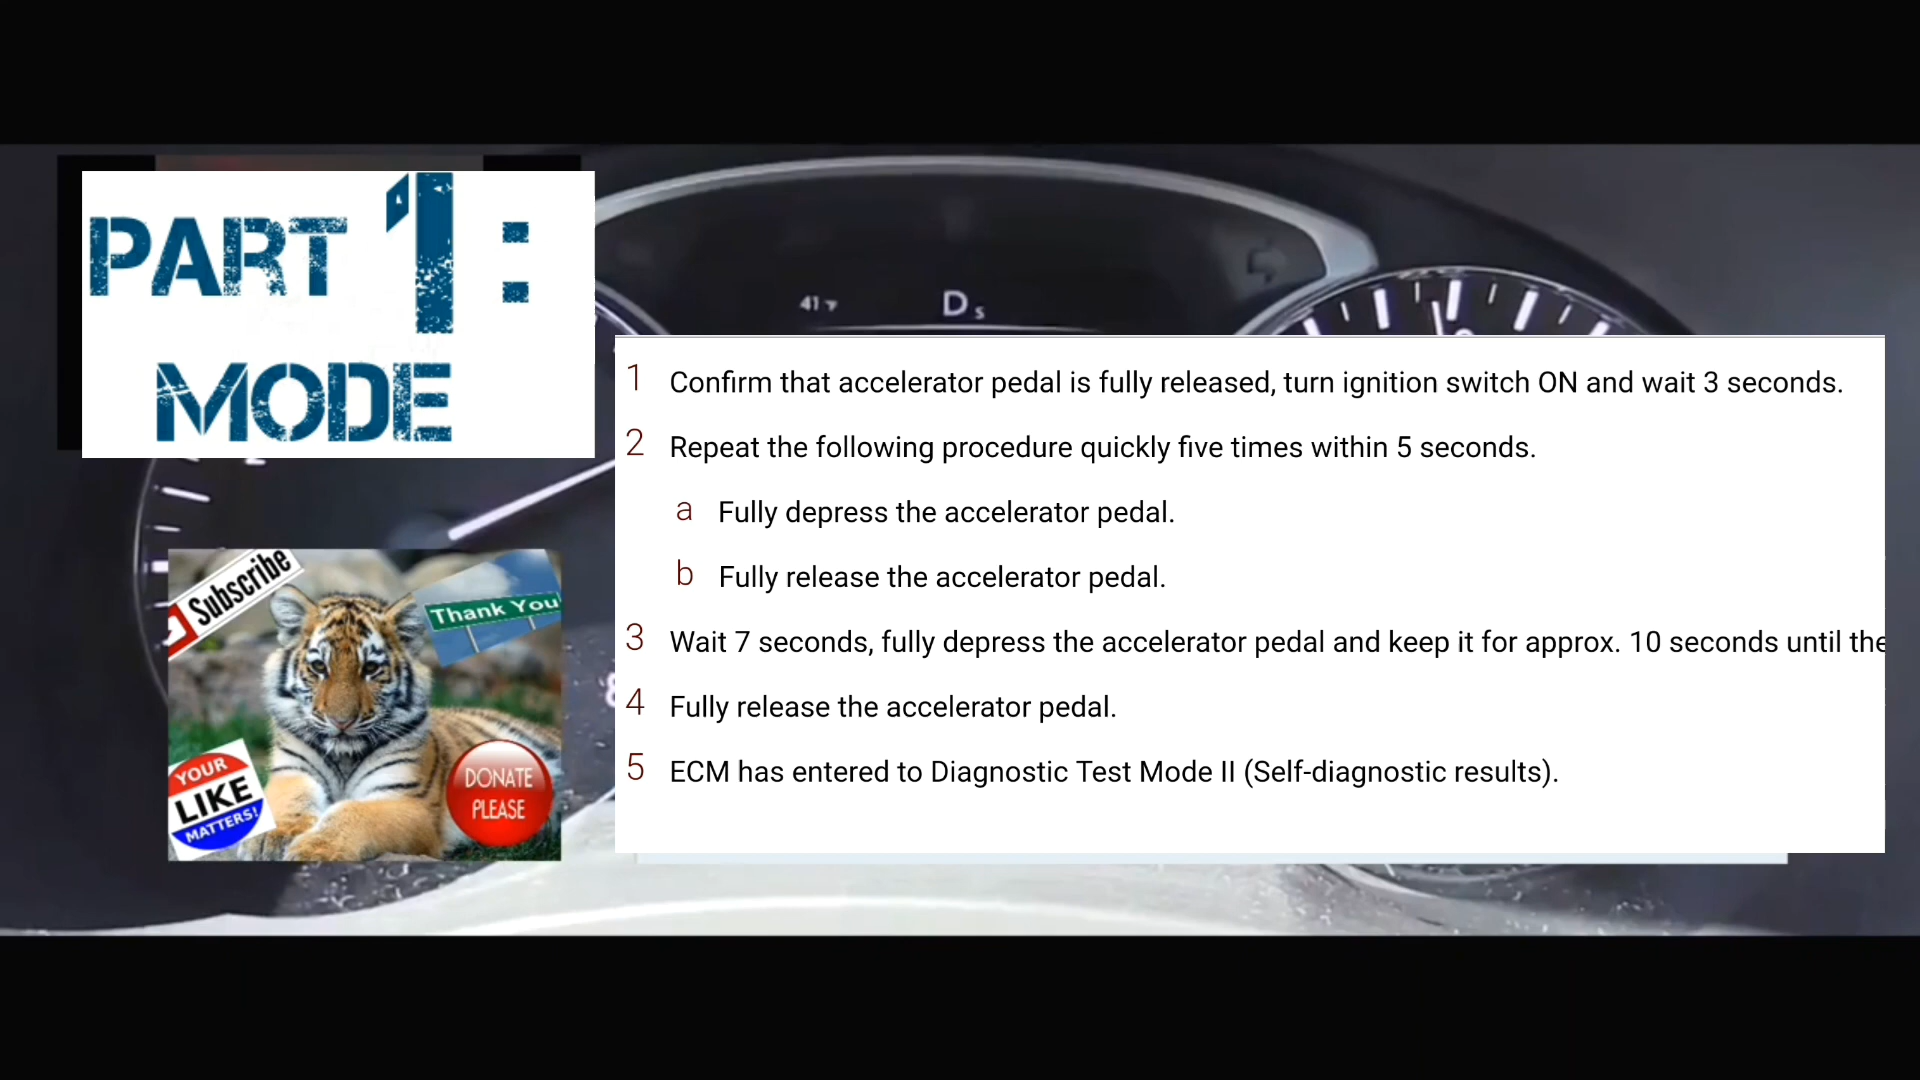 PART 1:
MODE
41
D s
1 Confirm that accelerator pedal is fully released, turn ignition switch ON and wait 3 seconds.
2 Repeat the following procedure quickly five times within 5 seconds.
a Fully depress the accelerator pedal.
b Fully release the accelerator pedal.
3 Wait 7 seconds, fully depress the accelerator pedal and keep it for approx. 10 seconds until the
4 Fully release the accelerator pedal.
5 ECM has entered to Diagnostic Test Mode II (Self-diagnostic results).
Subscribe
Thank You
YOUR
LIKE
MATTERS!
DONATE
PLEASE